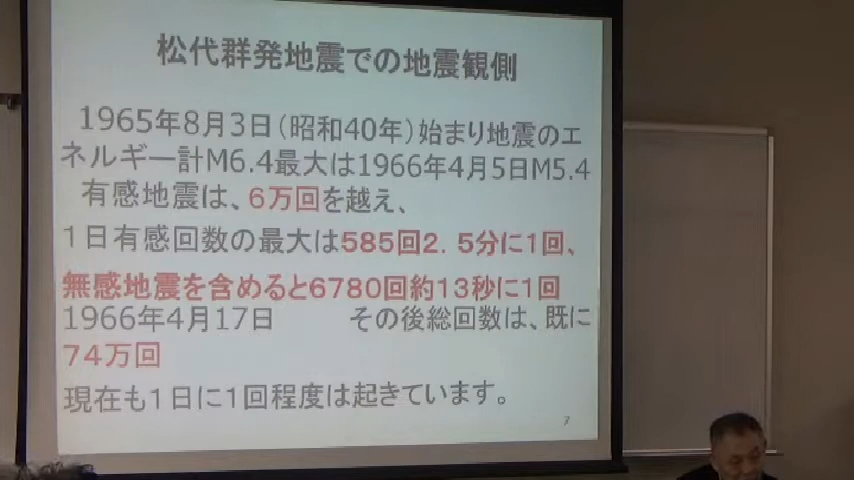 松代群発地震での地震観側
1965年8月3日(昭和40年)始まり地震のエ
ネルギー計M6.4最大は1966年4月5日M5.4
有感地震は、6万回を越え、
1日有感回数の最大は585回2.5分に1回、
無感地震を含めると6780回約13秒に1回
1966年4月17日 その後総回数は、既に
74万回
現在も1日に1回程度は起きています。
7